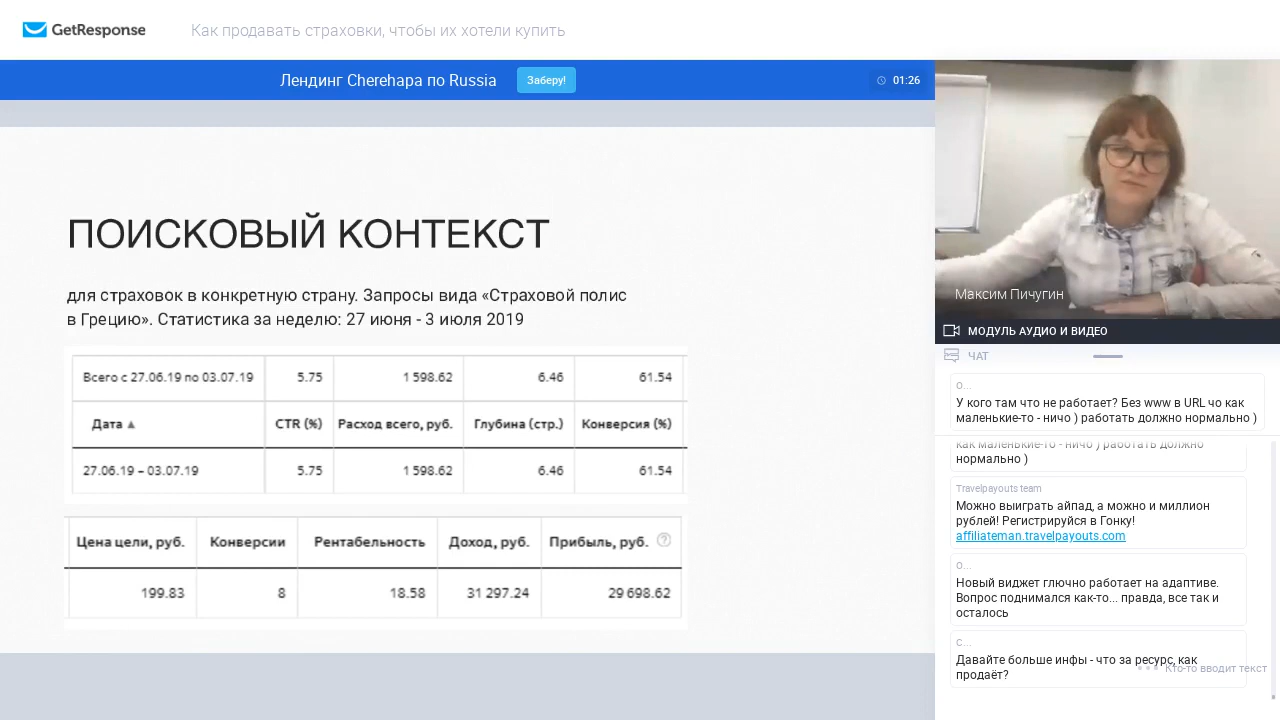 GetResponse
Как продавать страховки, чтобы их хотели купить
Лендинг Cherehapa по Russia
Заберу!
01:26
ПОИСКОВЫЙ КОНТЕКСТ
для страховок в конкретную страну. Запросы вида «Страховой полис
в Грецию». Статистика за неделю: 27 июня - 3 июля 2019
Всего с 27.06.19 по 03.07.19 5.75 1 598.62 6.46 61.54
Дата ▲ CTR (%) Расход всего, руб. Глубина (стр.) Конверсия (%)
27.06.19 – 03.07.19 5.75 1 598.62 6.46 61.54
Цена цели, руб. Конверсии Рентабельность Доход, руб. Прибыль, руб. ?
199.83 8 18.58 31 297.24 29 698.62
Максим Пичугин
МОДУЛЬ АУДИО И ВИДЕО
ЧАТ
О...
У кого там что не работает? Без www в URL чо как
маленькие-то - ничо ) работать должно нормально )
как маленькие-то - ничо ) работать должно
нормально )
Travelpayouts team
Можно выиграть айпад, а можно и миллион
рублей! Регистрируйся в Гонку!
affiliateman.travelpayouts.com
О...
Новый виджет глючно работает на адаптиве.
Вопрос поднимался как-то... правда, все так и
осталось
С...
Давайте больше инфы - что за ресурс, как
продаёт?
Кто-то вводит текст